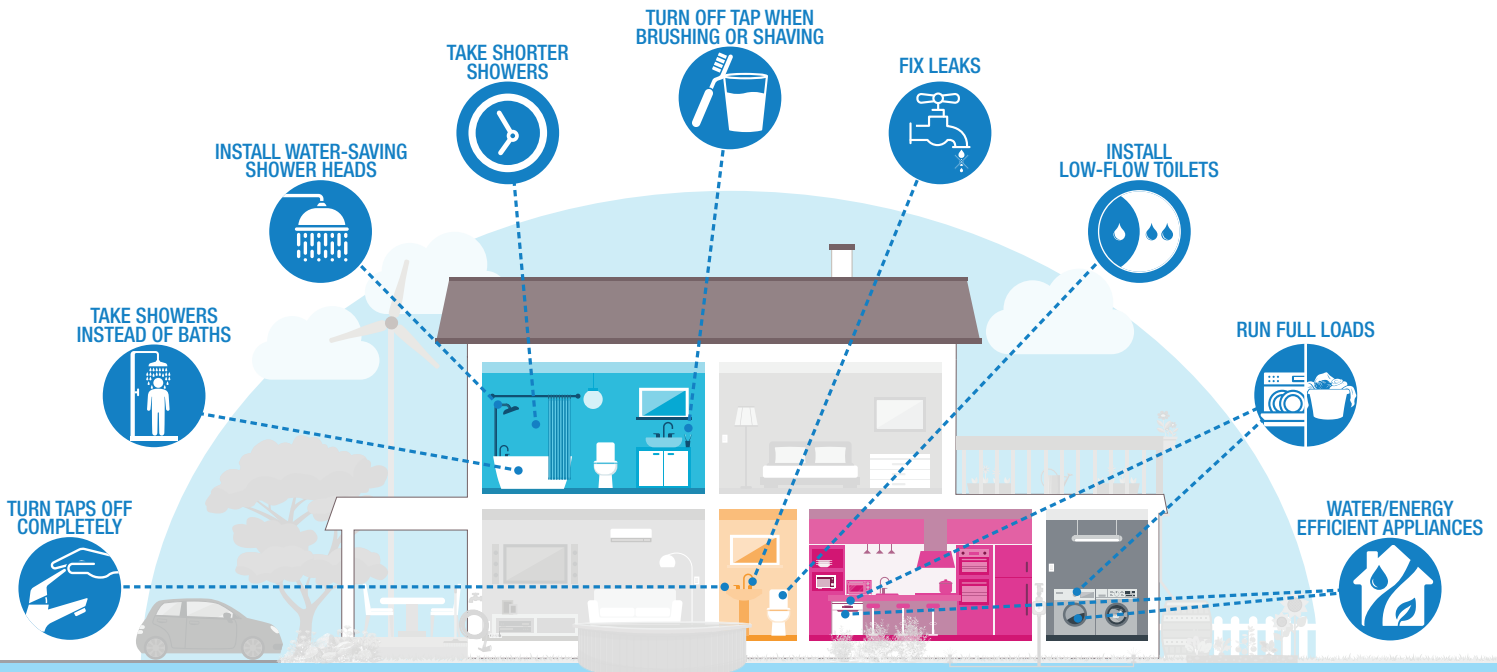 TURN OFF TAP WHEN
BRUSHING OR SHAVING
TAKE SHORTER
SHOWERS
FIX LEAKS
INSTALL WATER-SAVING
SHOWER HEADS
INSTALL
LOW-FLOW TOILETS
TAKE SHOWERS
INSTEAD OF BATHS
RUN FULL LOADS
TURN TAPS OFF
COMPLETELY
WATER/ENERGY
EFFICIENT APPLIANCES